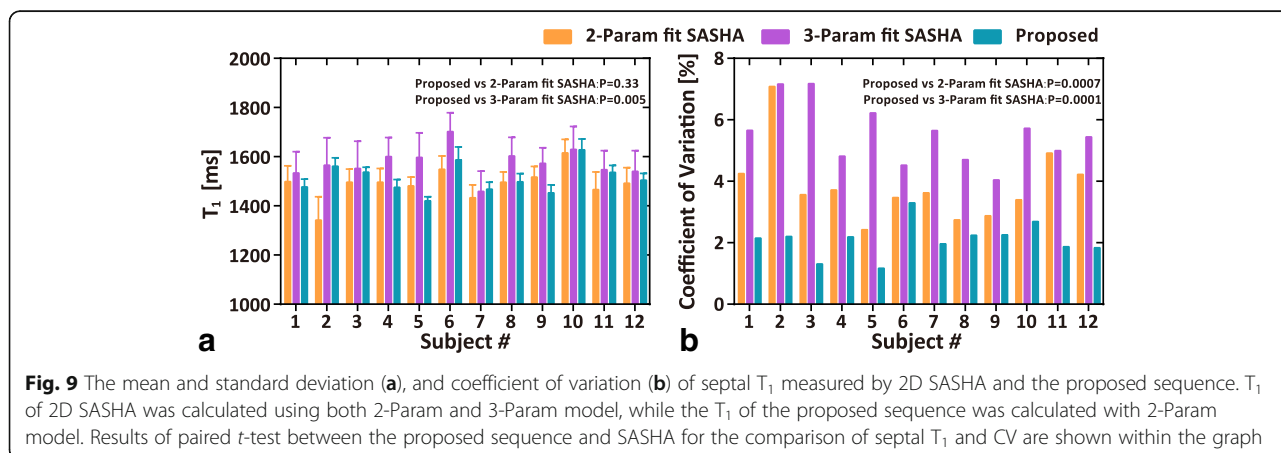 2-Param fit SASHA 3-Param fit SASHA Proposed
2000
1800
1600
1400
1200
1000
T₁ [ms]
Proposed vs 2-Param fit SASHA:P=0.33
Proposed vs 3-Param fit SASHA:P=0.005
1 2 3 4 5 6 7 8 9 10 11 12
Subject #
a
8
6
4
2
0
Coefficient of Variation [%]
Proposed vs 2-Param fit SASHA:P=0.0007
Proposed vs 3-Param fit SASHA:P=0.0001
1 2 3 4 5 6 7 8 9 10 11 12
Subject #
b
Fig. 9 The mean and standard deviation (a), and coefficient of variation (b) of septal T₁ measured by 2D SASHA and the proposed sequence. T₁
of 2D SASHA was calculated using both 2-Param and 3-Param model, while the T₁ of the proposed sequence was calculated with 2-Param
model. Results of paired t-test between the proposed sequence and SASHA for the comparison of septal T₁ and CV are shown within the graph